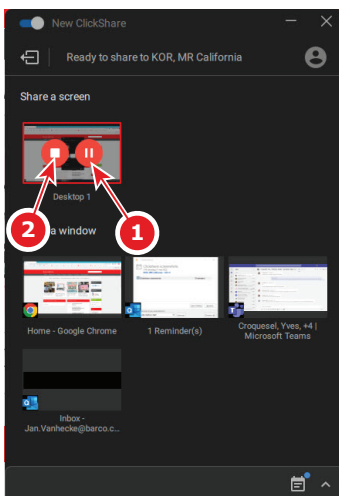 New ClickShare
Ready to share to KOR, MR California
Share a screen
Desktop 1
2
1
a window
Home - Google Chrome
1 Reminder(s)
Croquesel, Yves, +4 |
Microsoft Teams
Inbox -
Jan.Vanhecke@barco.c...